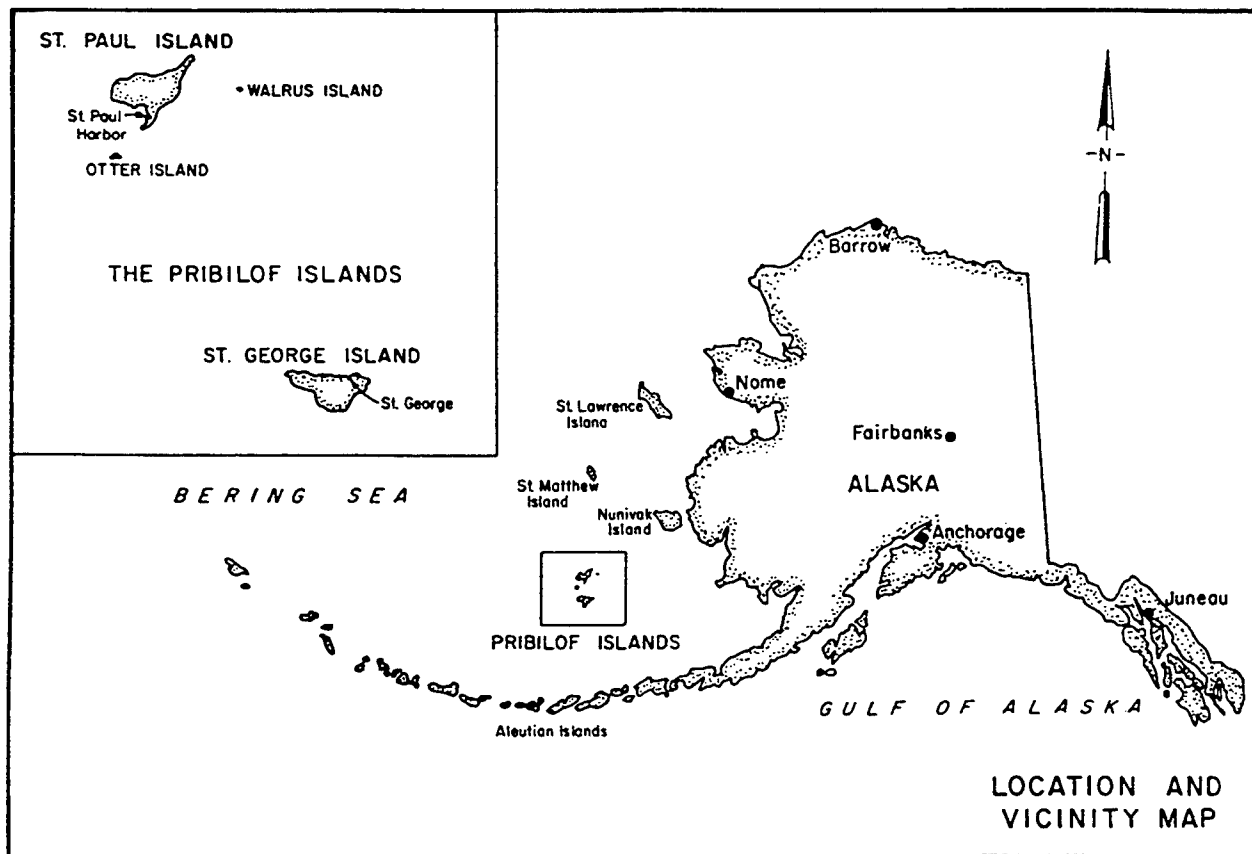 ST. PAUL ISLAND
WALRUS ISLAND
St. Paul
Harbor
OTTER ISLAND
THE PRIBILOF ISLANDS
ST. GEORGE ISLAND
St. George
-N-
Barrow
Nome
St. Lawrence
Islana
Fairbanks
BERING SEA
St. Matthew
Island
ALASKA
Nunivak
Island
Anchorage
Juneau
PRIBILOF ISLANDS
GULF OF ALASKA
Aleutian Islands
LOCATION AND
VICINITY MAP